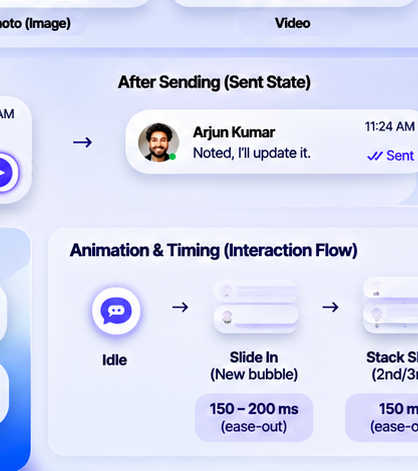 Photo (Image)
Video
After Sending (Sent State)
AM
Arjun Kumar
11:24 AM
Noted, I'll update it.
Sent
Animation & Timing (Interaction Flow)
Idle
Slide In
(New bubble)
150 – 200 ms
(ease-out)
Stack
(2nd/3r
150 m
(ease-o